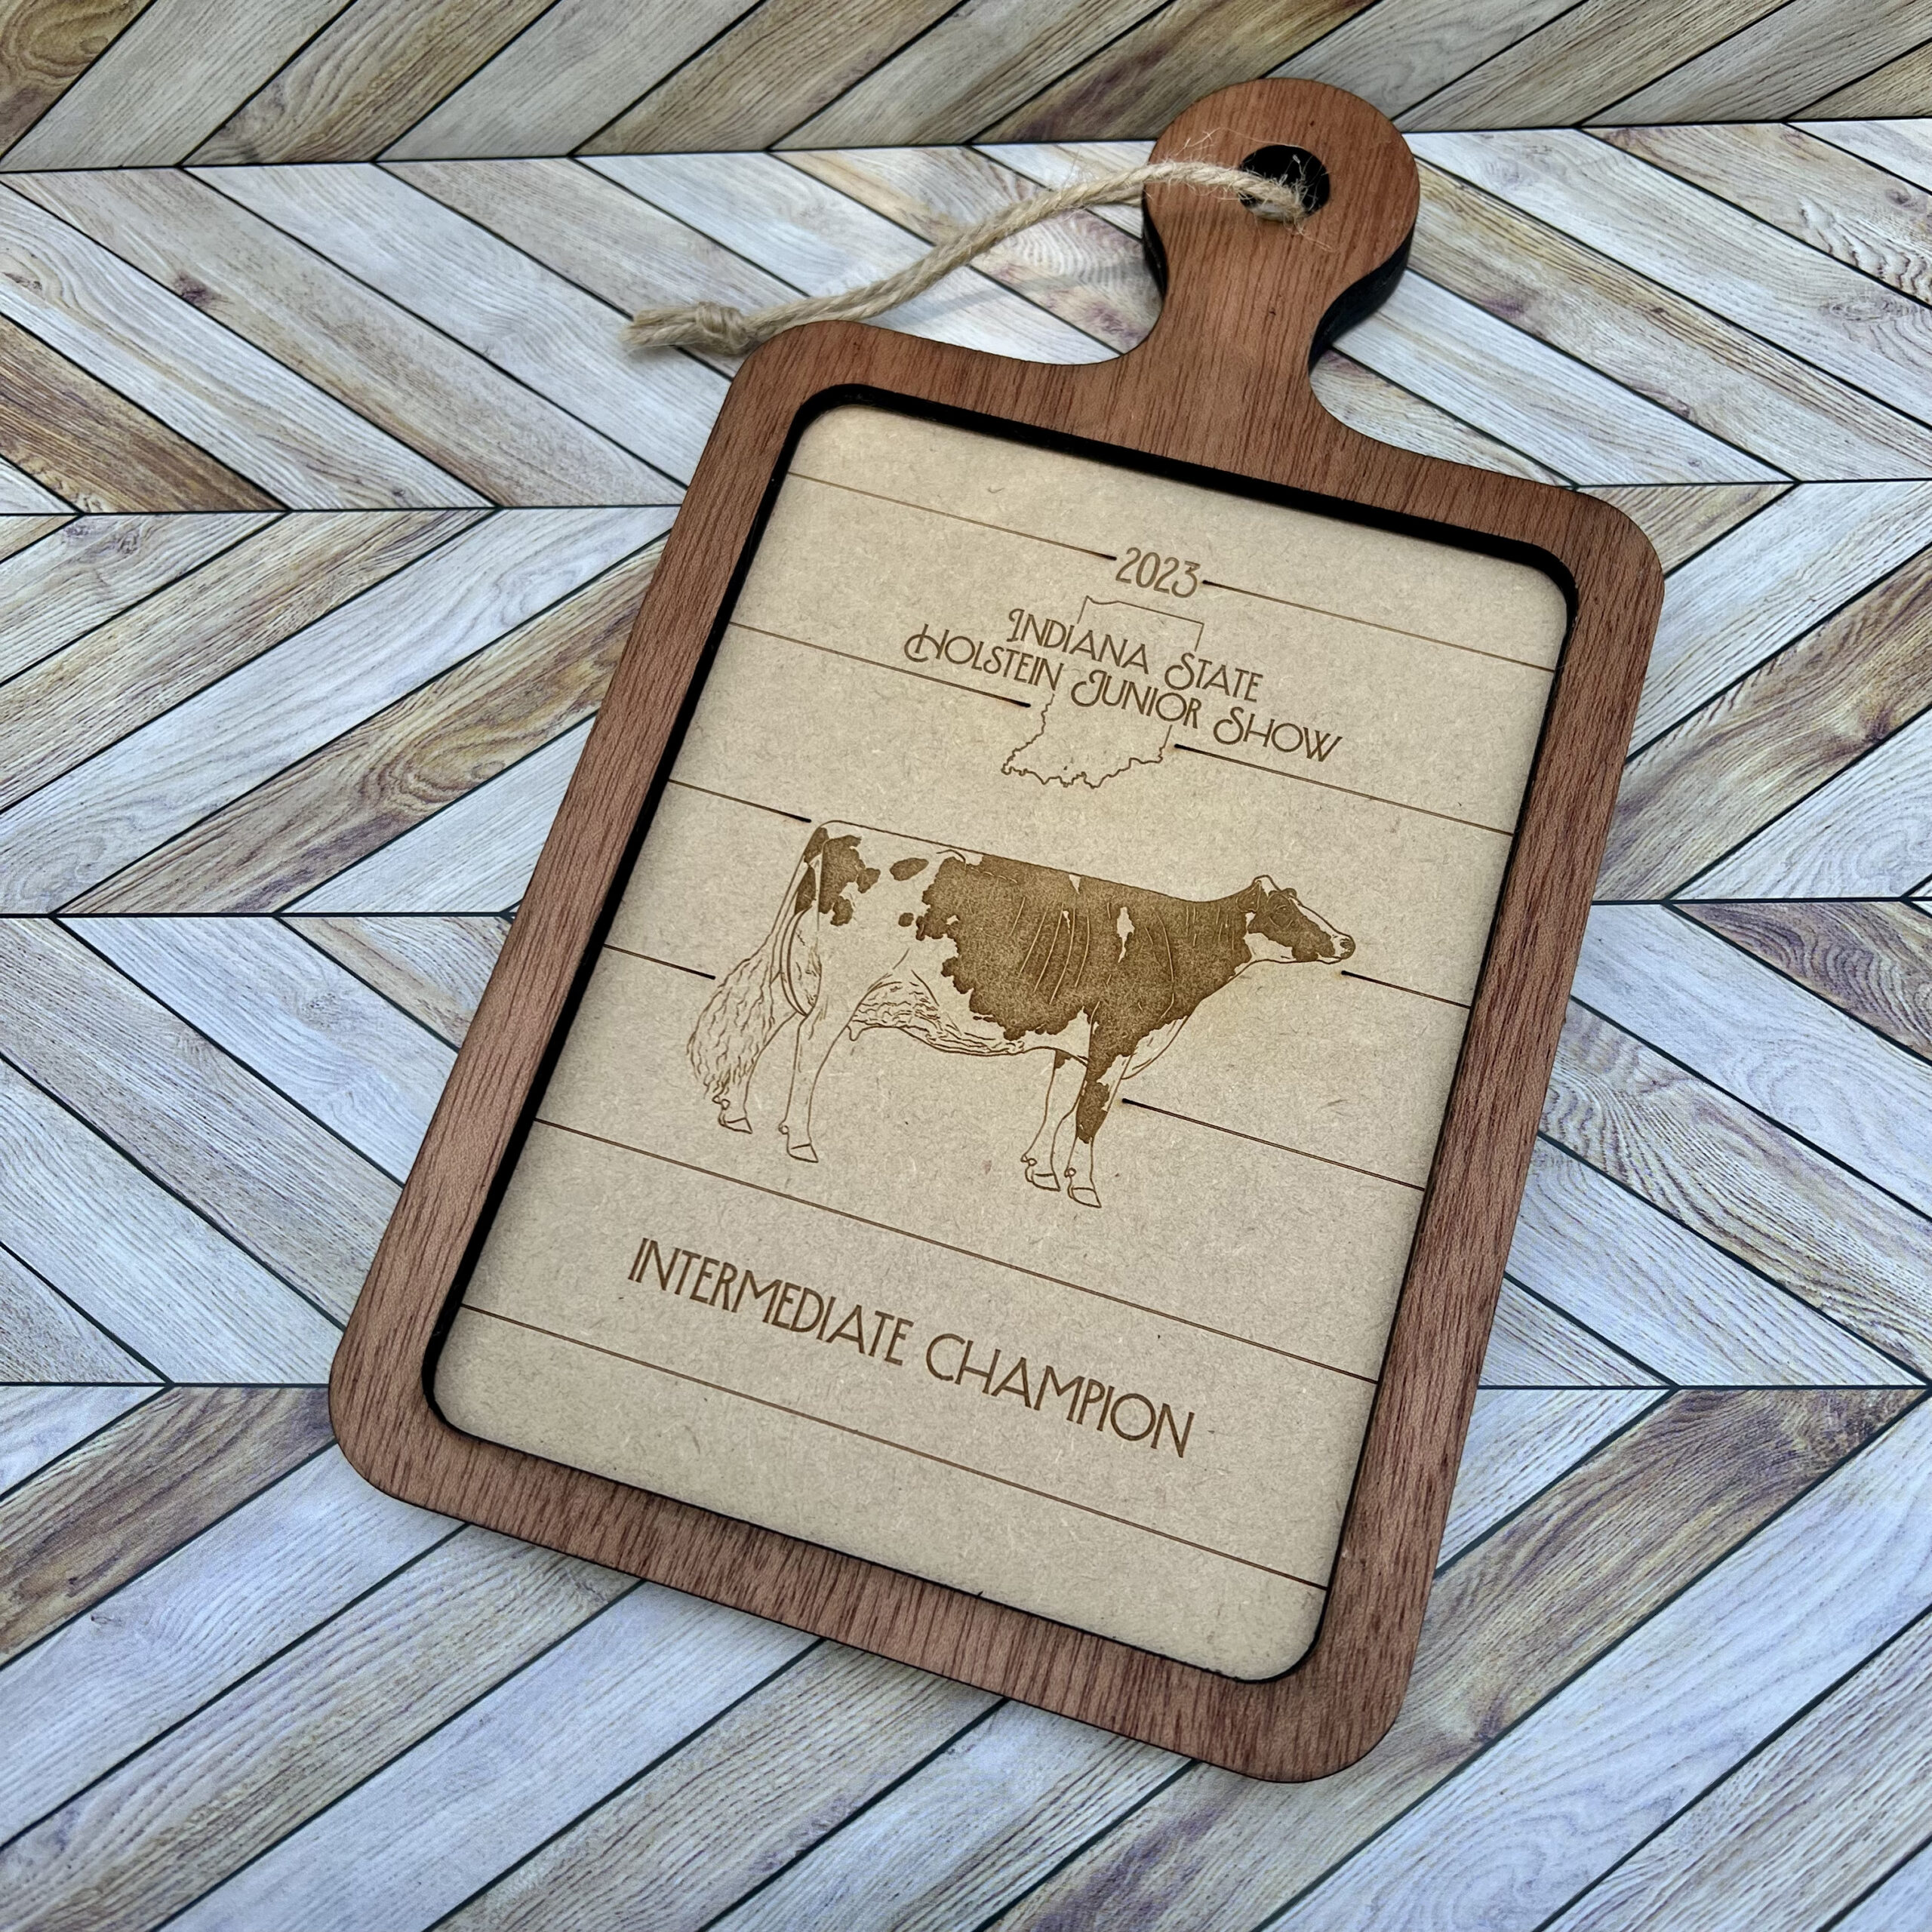 2023
Indiana State
Holstein Junior Show
INTERMEDIATE CHAMPION